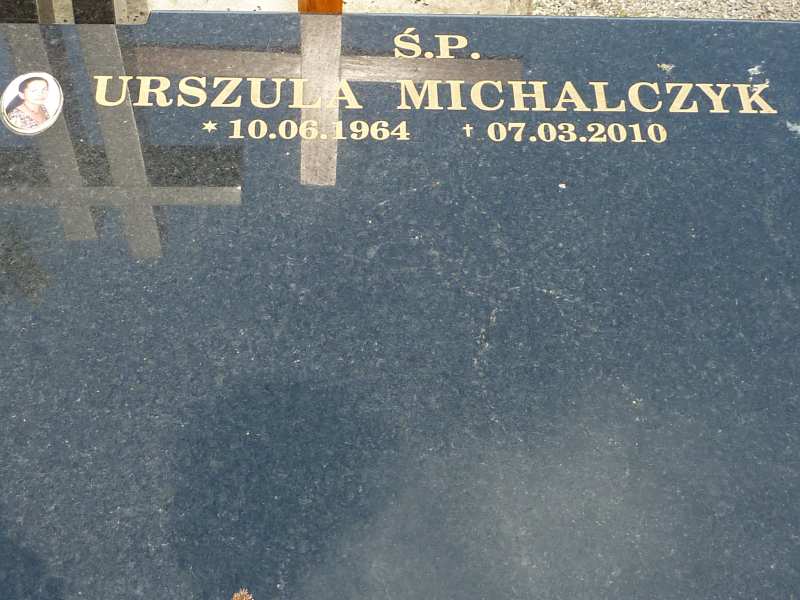 Ś.P.
URSZULA MICHALCZYK
* 10.06.1964 † 07.03.2010